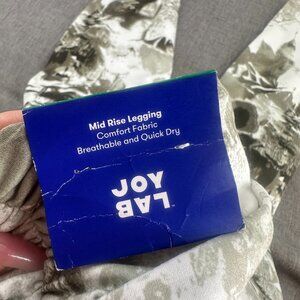 Mid Rise Legging
Comfort Fabric
Breathable and Quick Dry
JOY
LAB